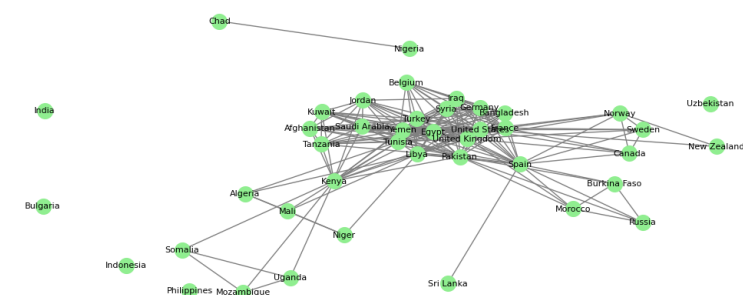 Chad
Nigeria
Belgium
Iraq
Jordan
Uzbekistan
Syria
Germany
India
Kuwait
Bangladesh
Norway
Turkey
Afghanistan
Saudi Arabia
Yemen
Egypt
United States
France
Sweden
Tanzania
Tunisia
United Kingdom
New Zealand
Libya
Pakistan
Canada
Spain
Kenya
Burkina Faso
Algeria
Bulgaria
Mali
Morocco
Russia
Niger
Somalia
Indonesia
Uganda
Sri Lanka
Philippines
Mozambique